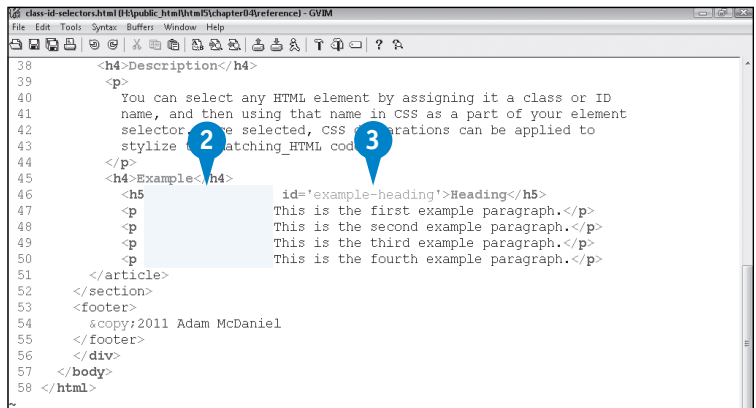 class-id-selectors.html (H:\public_html\html5\chapter04\reference) - GVIM
File Edit Tools Syntax Buffers Window Help
38 <h4>Description</h4>
39 <p>
40 You can select any HTML element by assigning it a class or ID
41 name, and then using that name in CSS as a part of your element
42 selector. selected, CSS can be applied to
43 stylize HTML
44 </p>
45 <h4>Example</h4>
2
3
46 <h5 id='example-heading'>Heading</h5>
47 <p This is the first example paragraph.</p>
48 <p This is the second example paragraph.</p>
49 <p This is the third example paragraph.</p>
50 <p This is the fourth example paragraph.</p>
51 </article>
52 </section>
53 <footer>
54 &copy;2011 Adam McDaniel
55 </footer>
56 </div>
57 </body>
58 </html>
~